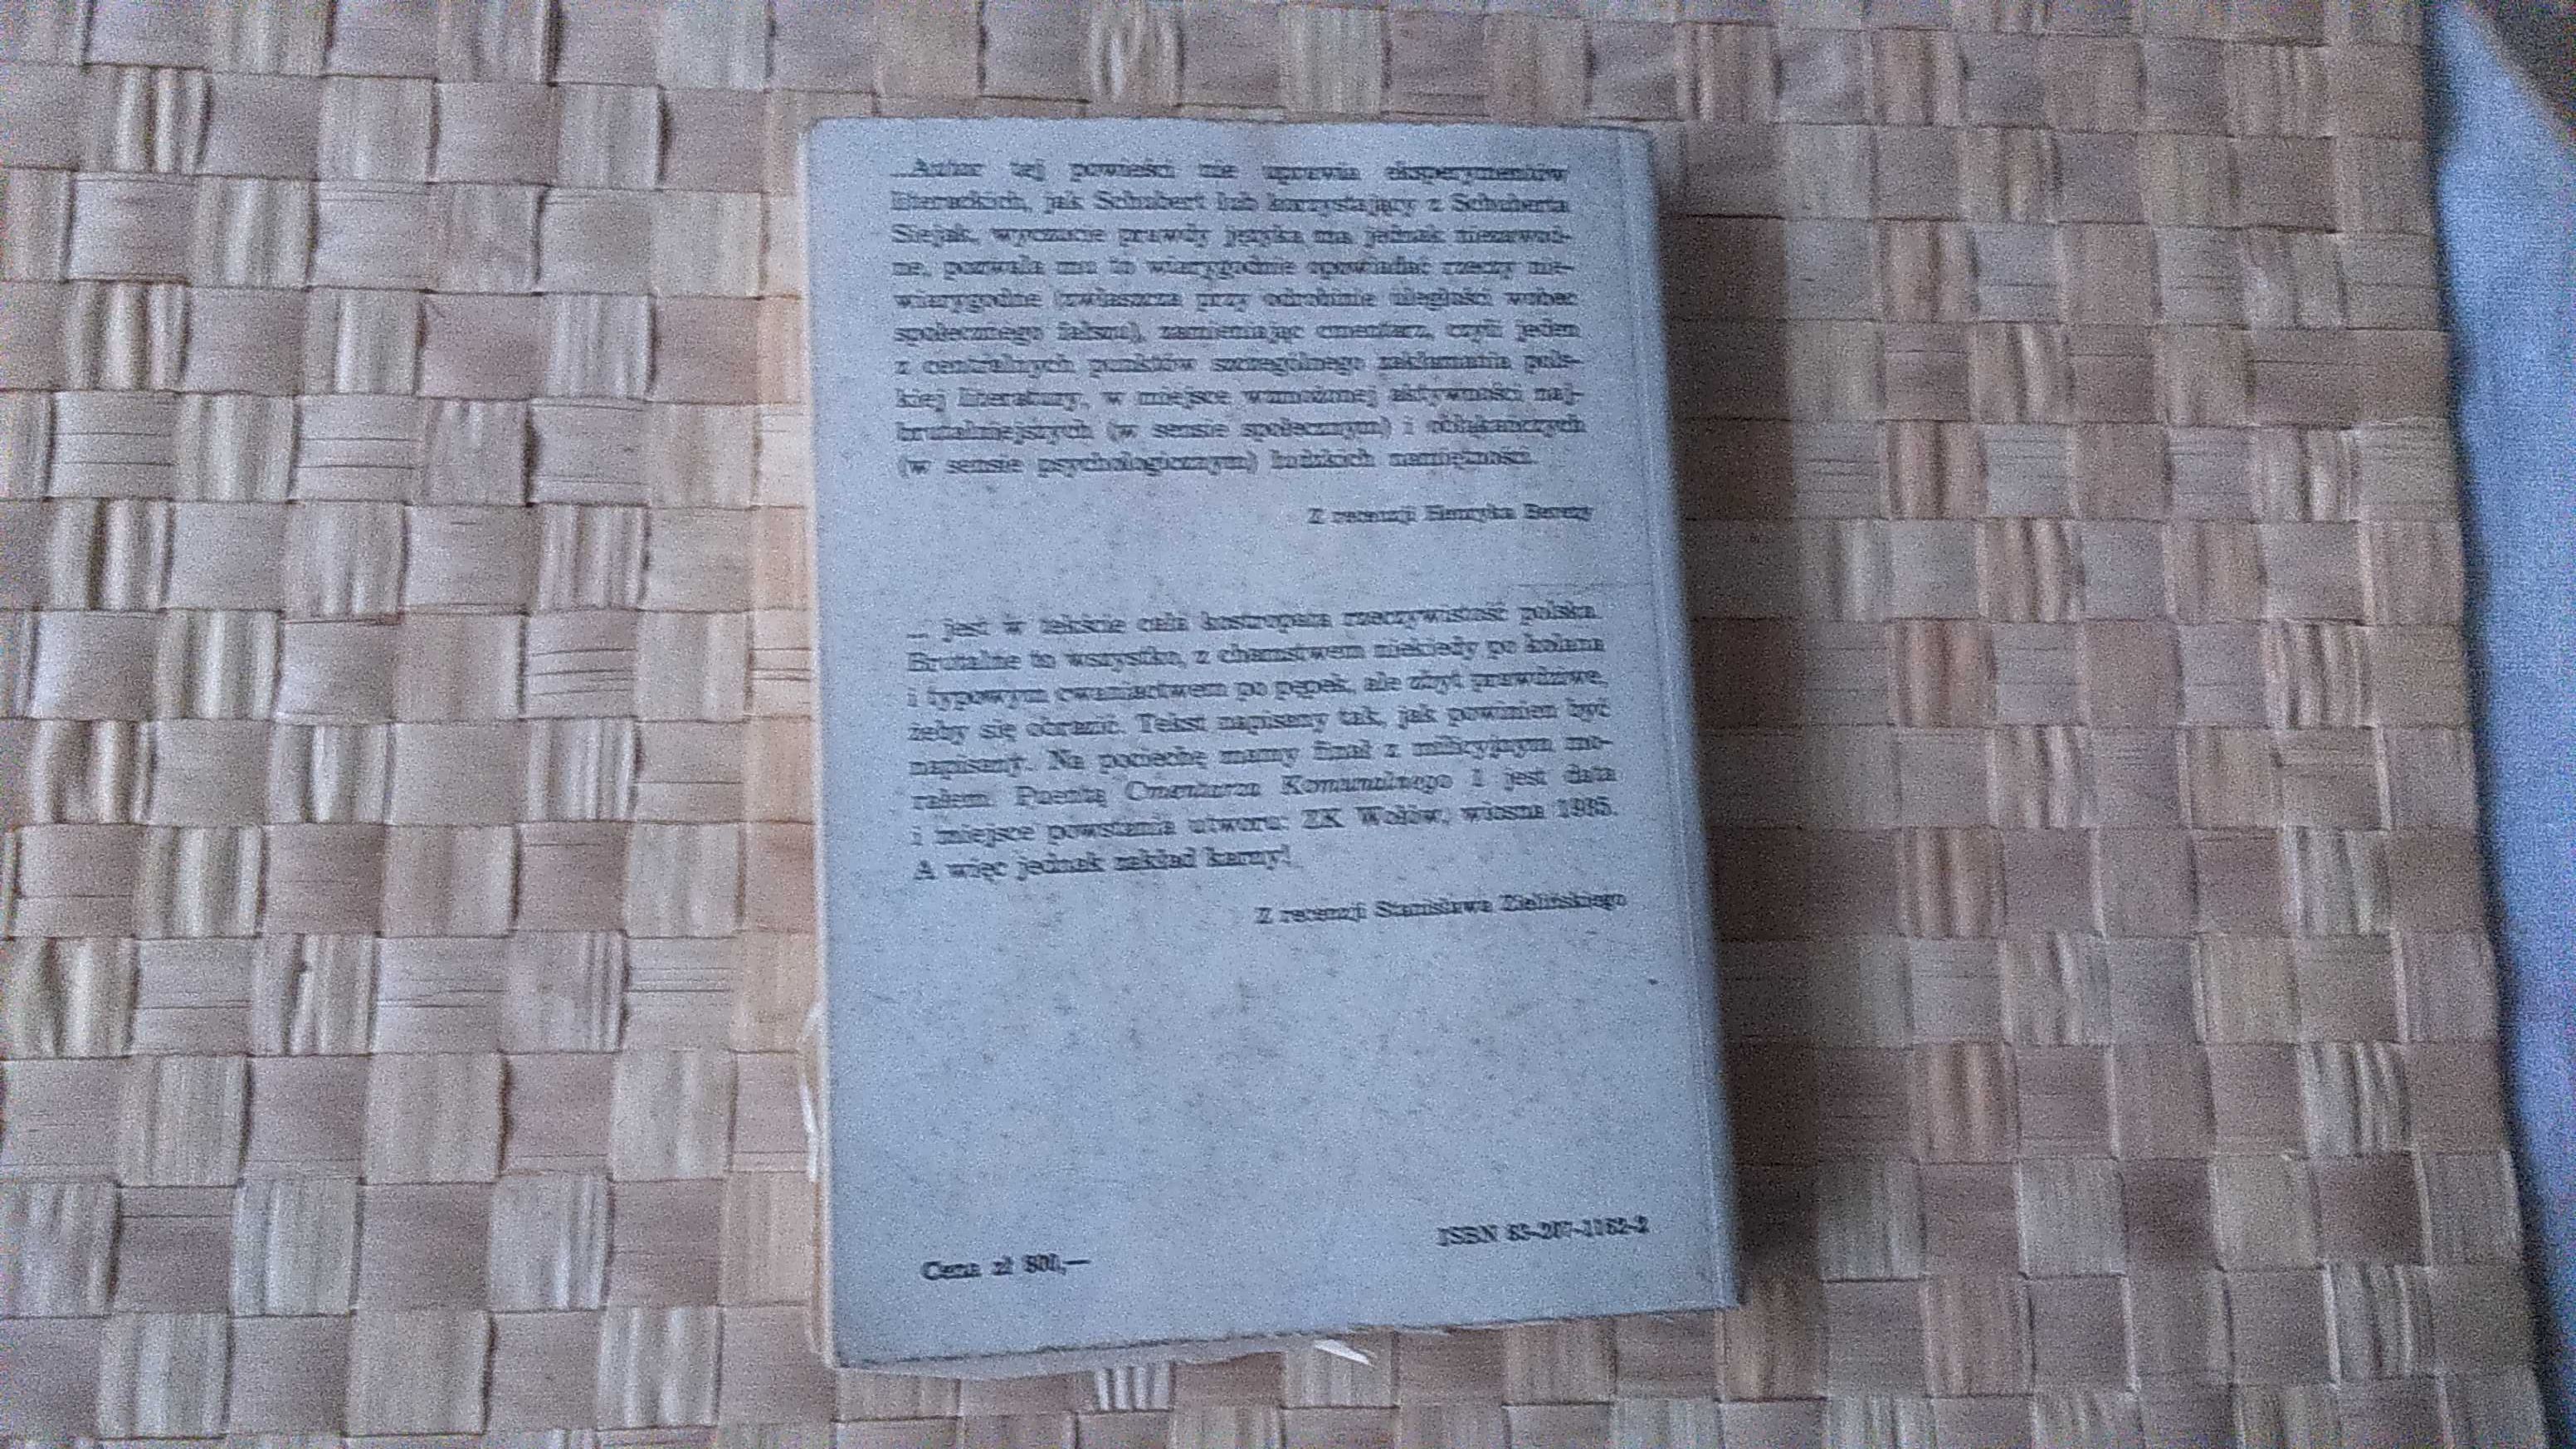 ...Autor tej powieści nie uprawia eksperymentów
literackich, jak Schubert lub korzystający z Schuberta
Siejak, wyczucie prawdy języka ma jednak niezawod-
ne, pozwala mu to wiarygodnie opowiadać rzeczy nie-
wiarygodne (zwłaszcza przy odrobinie uległości wobec
społecznego fałszu), zamieniając cmentarz, czyli jeden
z centralnych punktów szczególnego zakłamania pols-
kiej literatury, w miejsce wzmożonej aktywności naj-
brutalniejszych (w sensie społecznym) i obłąkańczych
(w sensie psychologicznym) ludzkich namiętności.
Z recenzji Henryka Berezy
... jest w tekście cała kostropata rzeczywistość polska.
Brutalne to wszystko, z chamstwem niekiedy po kolana
i typowym cwaniactwem po pępek, ale zbyt prawdziwe,
żeby się obrazić. Tekst napisany tak, jak powinien być
napisany. Na pociechę mamy finał z milicyjnym mo-
rałem. Puentą Cmentarza Komunalnego 1 jest data
i miejsce powstania utworu: ZK Wołów, wiosna 1985.
A więc jednak zakład karny!
Z recenzji Stanisława Zielińskiego
ISBN 83-207-1162-2
Cena zł 800,—